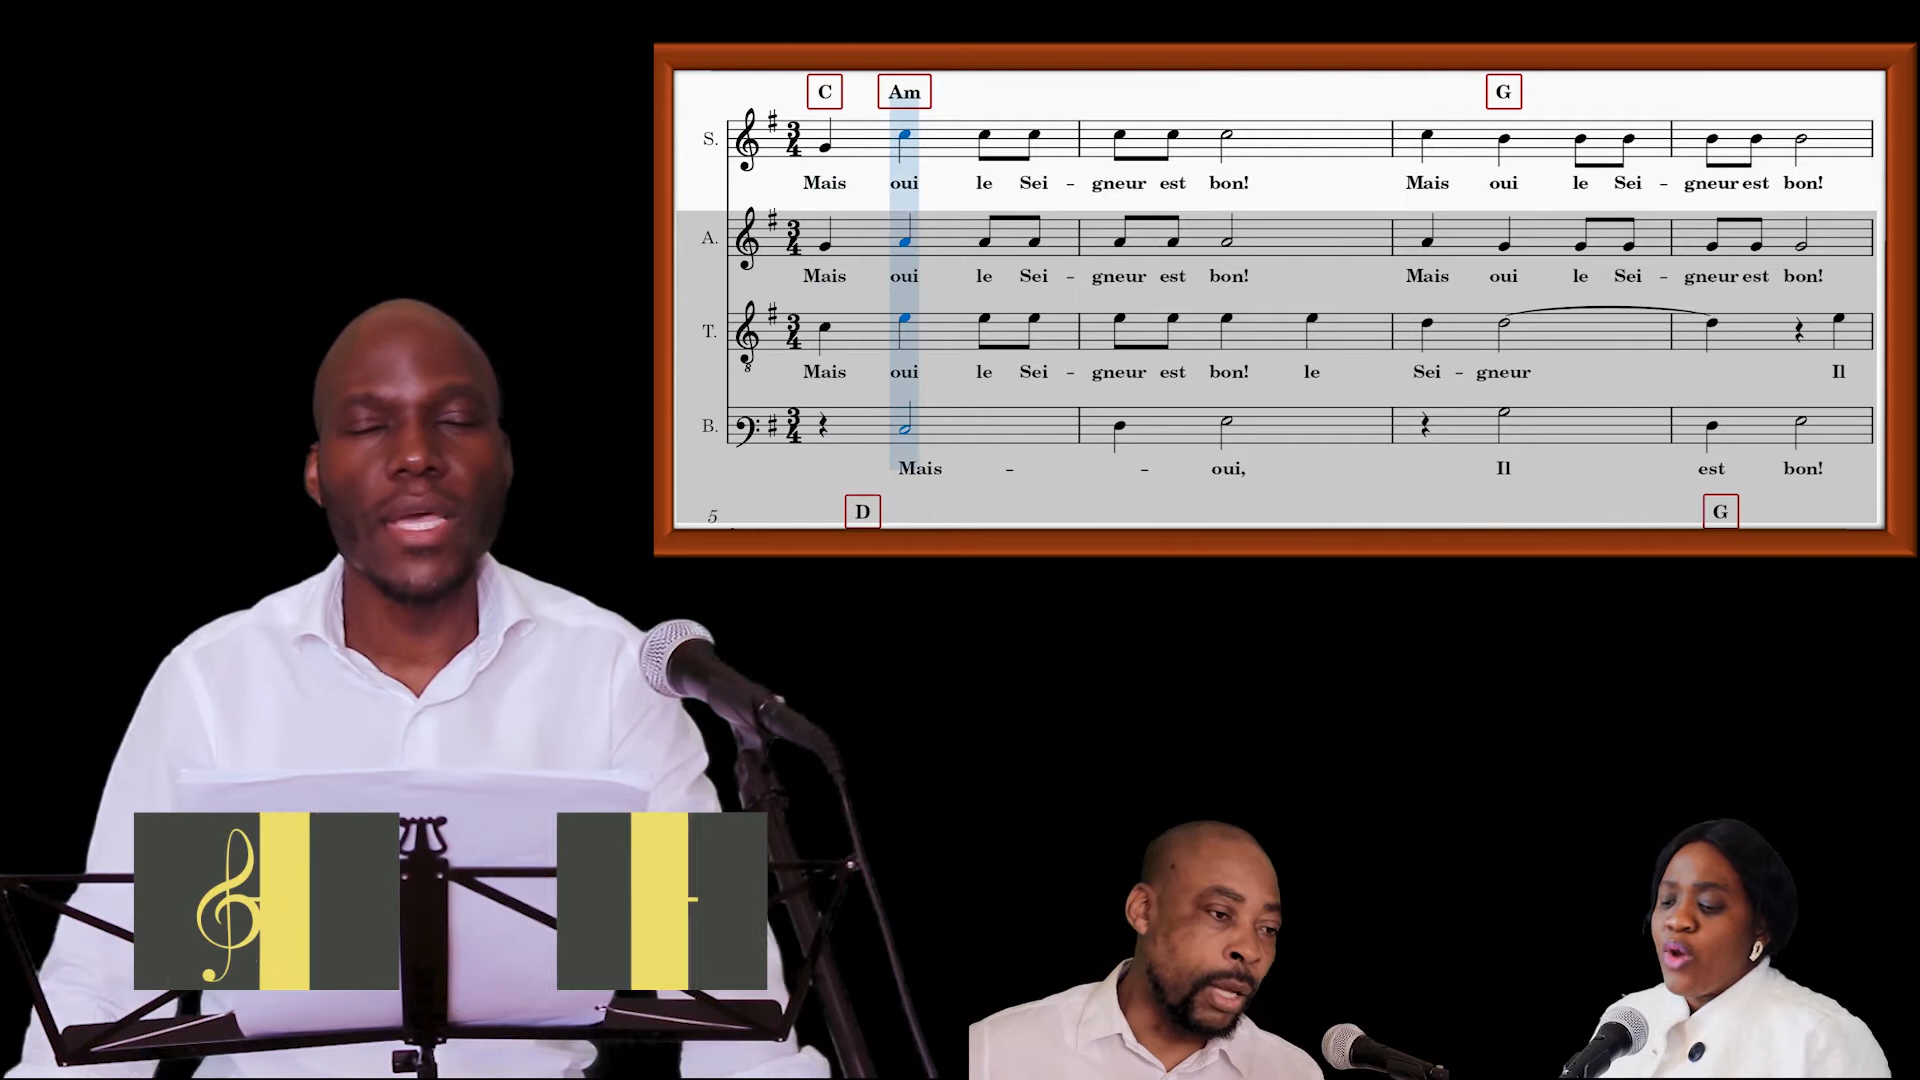 C Am G
S.
Mais oui le Sei - gneur est bon! Mais oui le Sei - gneur est bon!
A.
Mais oui le Sei - gneur est bon! Mais oui le Sei - gneur est bon!
T.
Mais oui le Sei - gneur est bon! le Sei - gneur Il
B.
Mais - - oui, Il est bon!
5 D G